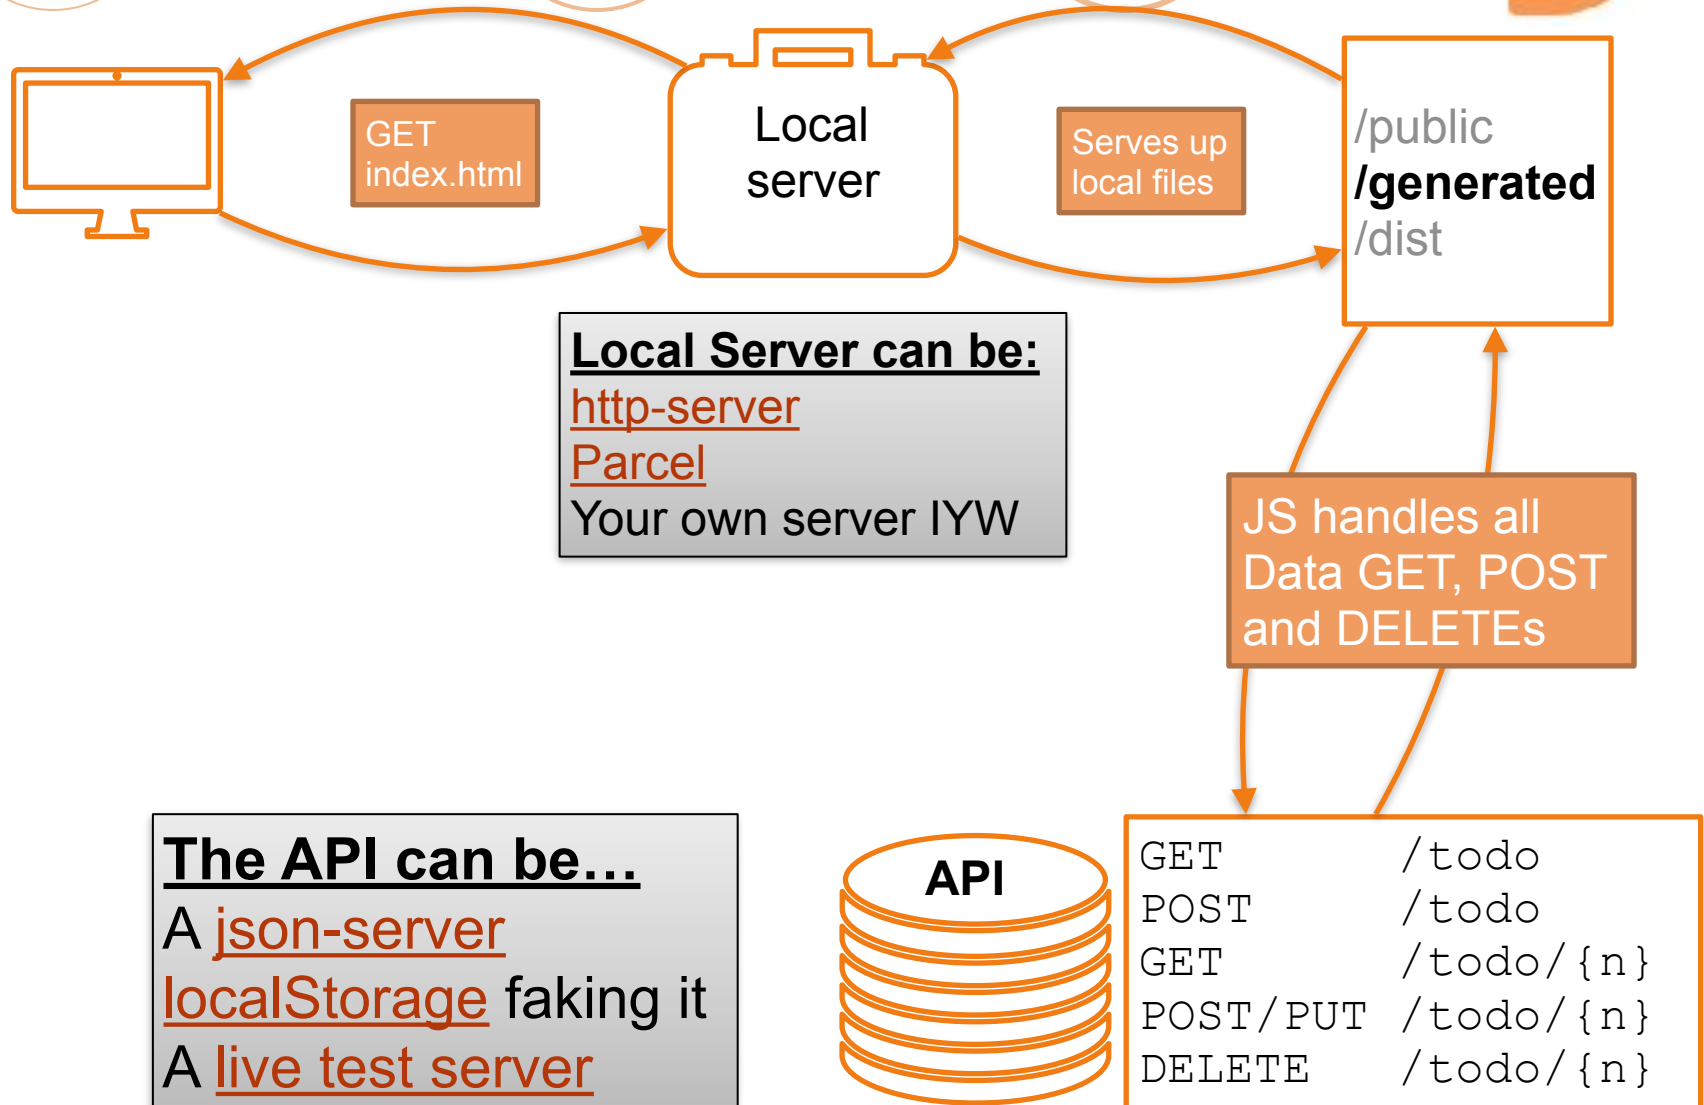 GET
index.html
Local
server
Serves up
local files
/public
/generated
/dist
Local Server can be:
http-server
Parcel
Your own server IYW
JS handles all
Data GET, POST
and DELETEs
The API can be…
A json-server
localStorage faking it
A live test server
API
GET /todo
POST /todo
GET /todo/{n}
POST/PUT /todo/{n}
DELETE /todo/{n}